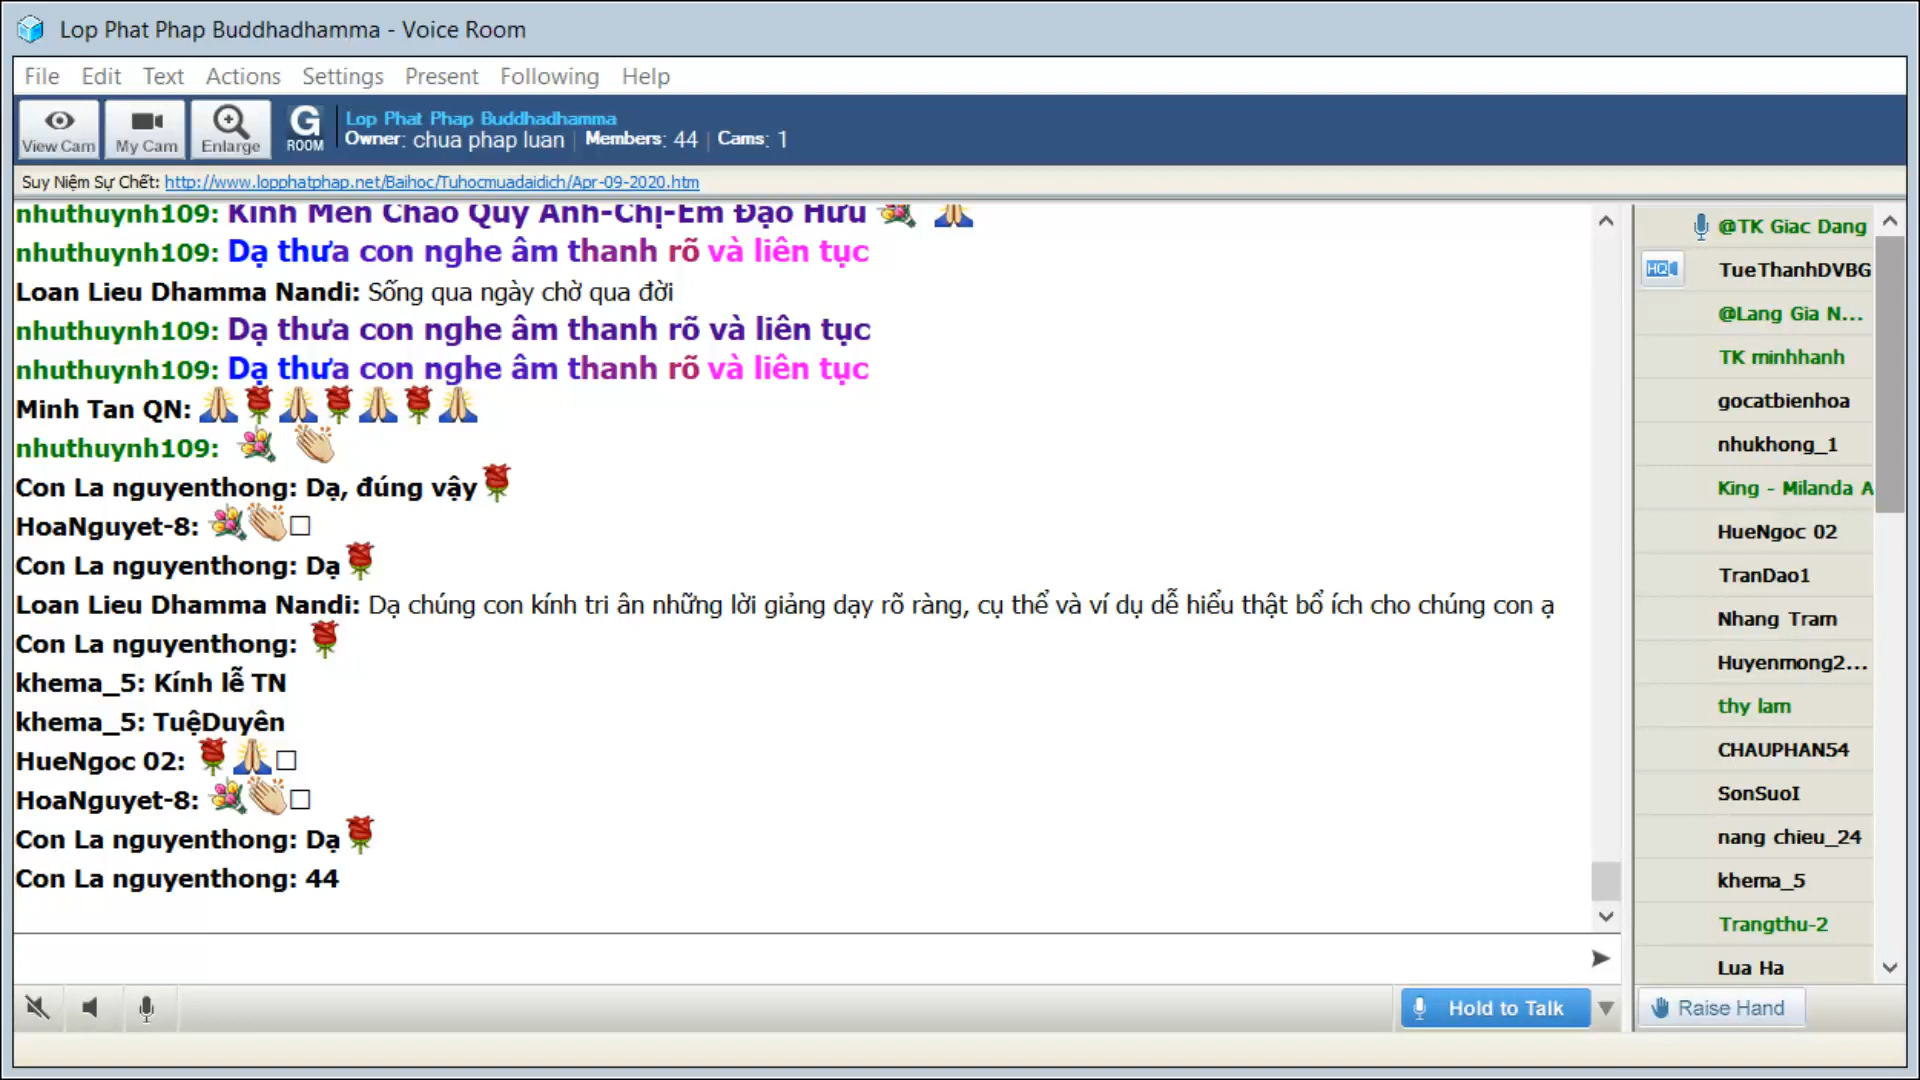 Lop Phat Phap Buddhadhamma - Voice Room
File Edit Text Actions Settings Present Following Help
View Cam My Cam Enlarge G ROOM
Lop Phat Phap Buddhadhamma
Owner: chua phap luan | Members: 44 | Cams: 1
Suy Niệm Sự Chết: http://www.lopphatphap.net/Baihoc/Tuhocmuadaidich/Apr-09-2020.htm
nhuthuynh109: Kính Mến Chào Quý Anh-Chị-Em Đạo Hữu
nhuthuynh109: Dạ thưa con nghe âm thanh rõ và liên tục
Loan Lieu Dhamma Nandi: Sống qua ngày chờ qua đời
nhuthuynh109: Dạ thưa con nghe âm thanh rõ và liên tục
nhuthuynh109: Dạ thưa con nghe âm thanh rõ và liên tục
Minh Tan QN:
nhuthuynh109:
Con La nguyenthong: Dạ, đúng vậy
HoaNguyet-8:
Con La nguyenthong: Dạ
Loan Lieu Dhamma Nandi: Dạ chúng con kính tri ân những lời giảng dạy rõ ràng, cụ thể và ví dụ dễ hiểu thật bổ ích cho chúng con ạ
Con La nguyenthong:
khema_5: Kính lễ TN
khema_5: TuệDuyên
HueNgoc 02:
HoaNguyet-8:
Con La nguyenthong: Dạ
Con La nguyenthong: 44
Hold to Talk
@TK Giac Dang
HQ TueThanhDVBG
@Lang Gia N...
TK minhhanh
gocatbienhoa
nhukhong_1
King - Milanda A
HueNgoc 02
TranDao1
Nhang Tram
Huyenmong2...
thy lam
CHAUPHAN54
SonSuoI
nang chieu_24
khema_5
Trangthu-2
Lua Ha
Raise Hand